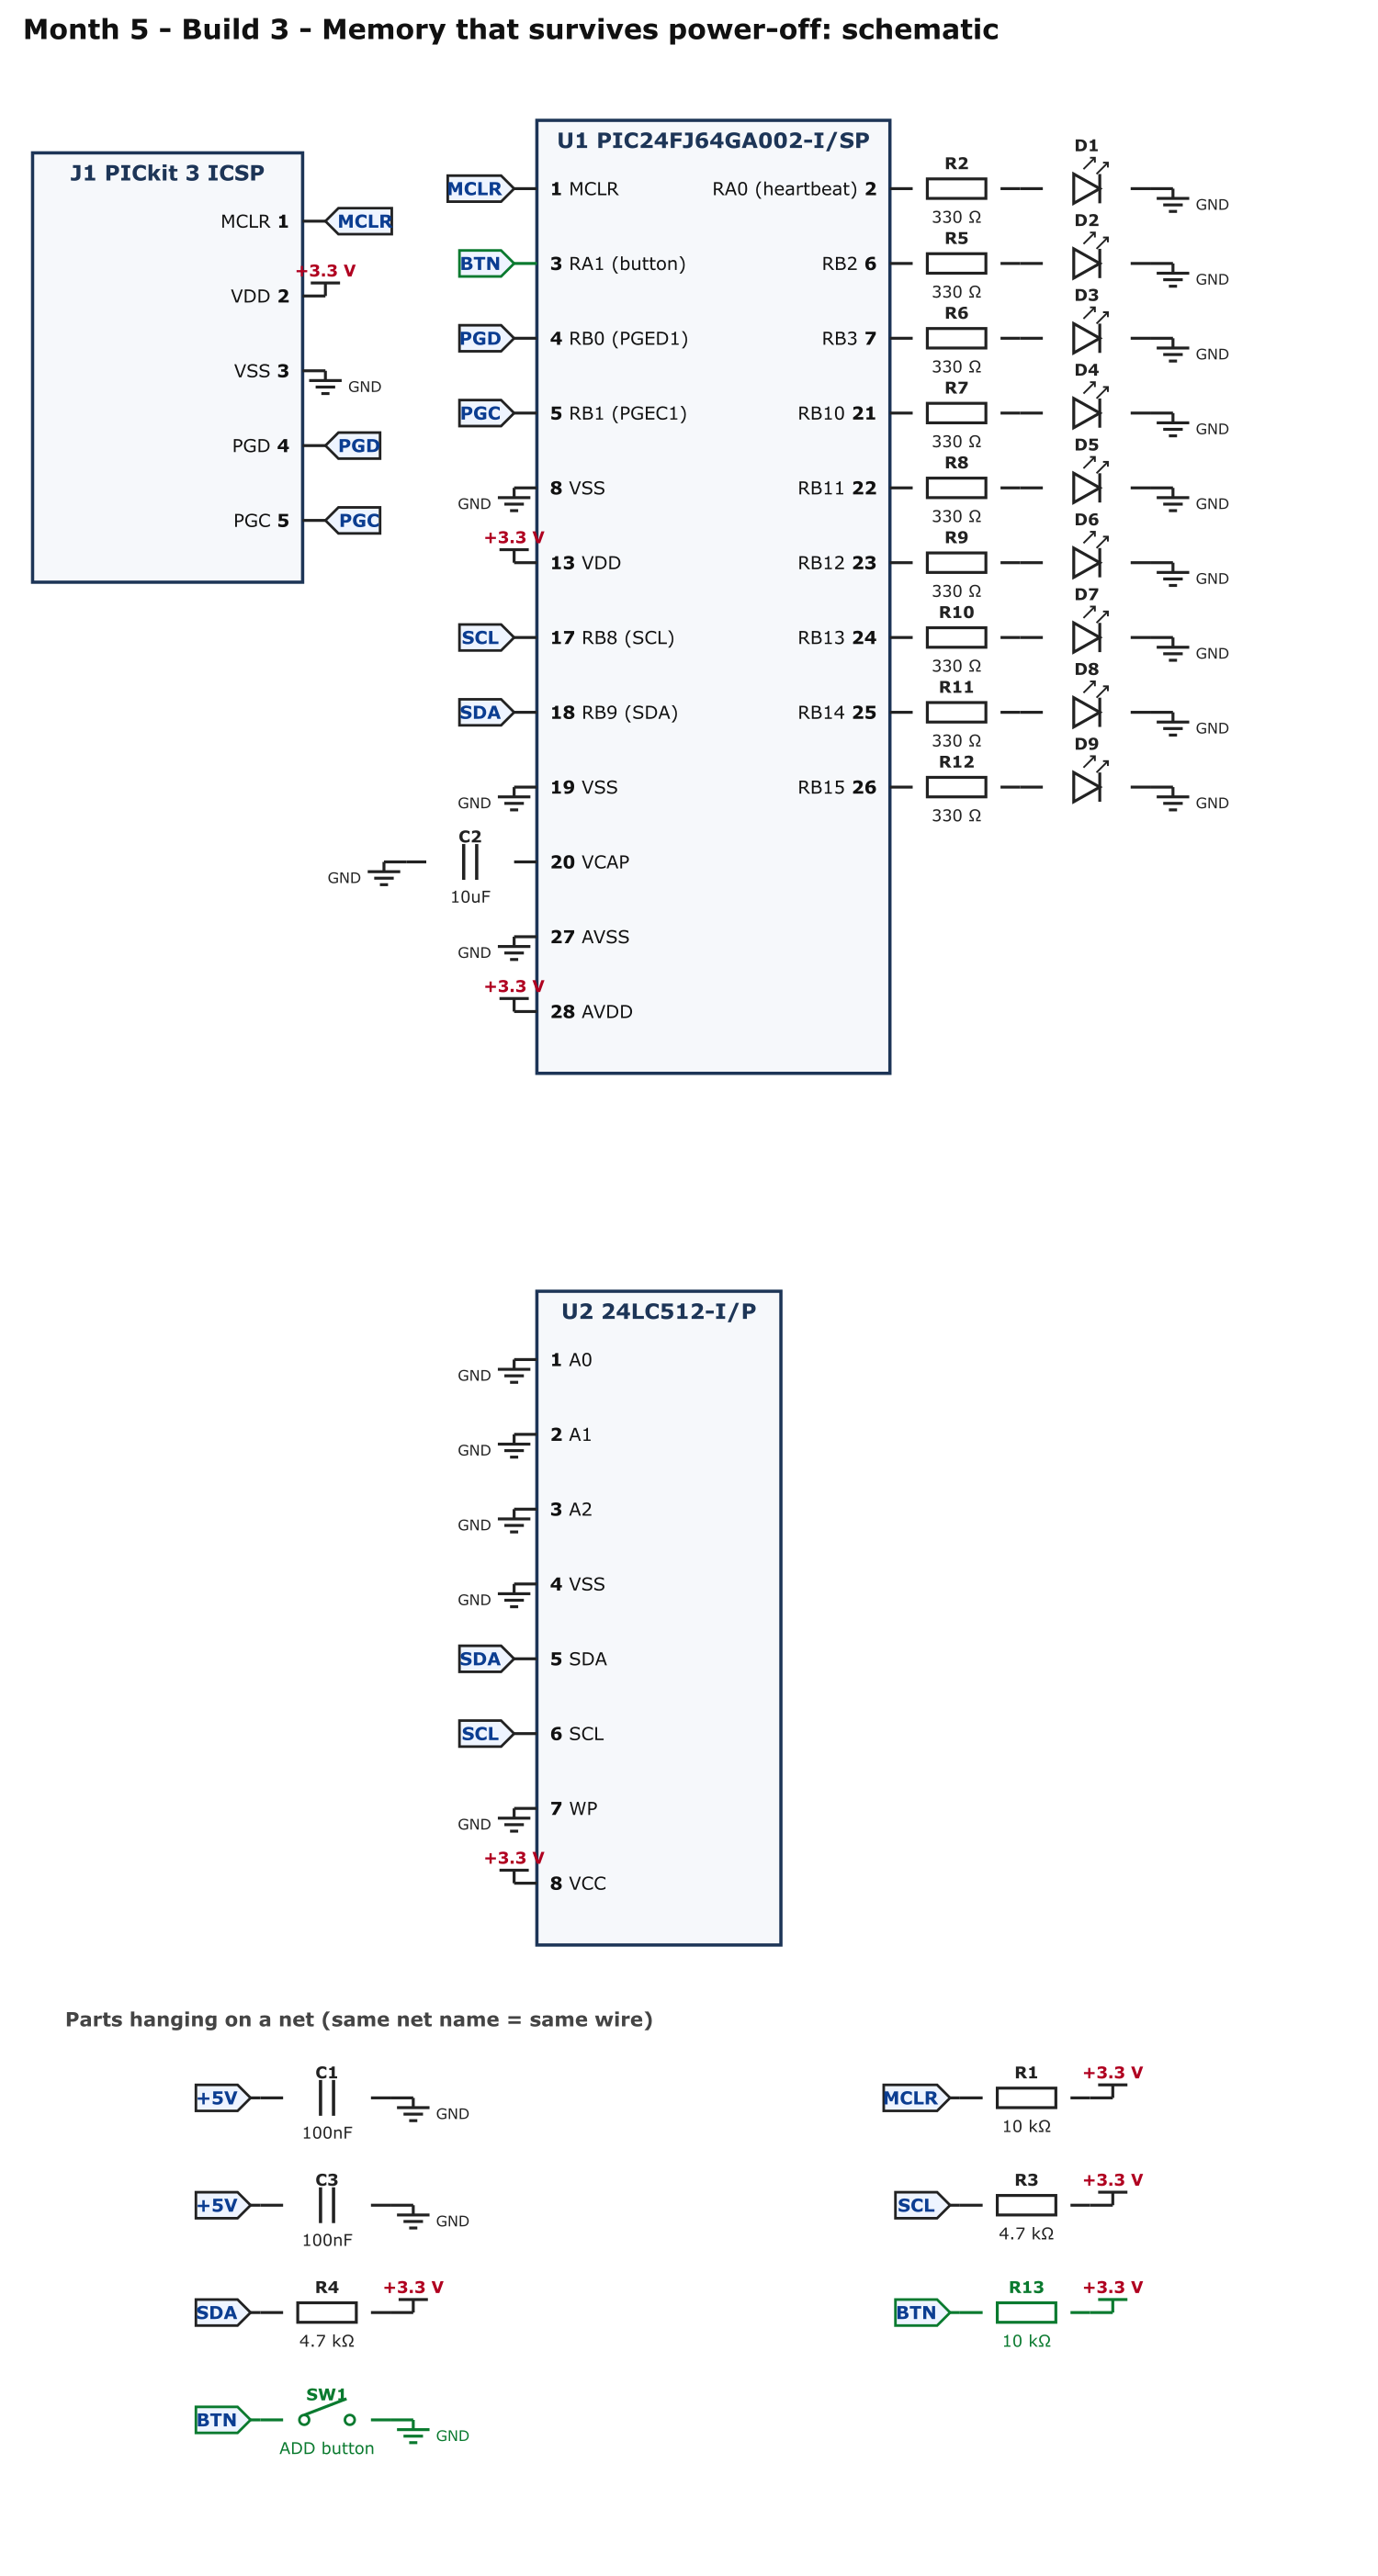 Month 5 - Build 3 - Memory that survives power-off: schematic
J1 PICkit 3 ICSP
MCLR 1
MCLR
+3.3 V
VDD 2
VSS 3
GND
PGD 4
PGD
PGC 5
PGC
U1 PIC24FJ64GA002-I/SP
MCLR
1 MCLR
BTN
3 RA1 (button)
PGD
4 RB0 (PGED1)
PGC
5 RB1 (PGEC1)
GND
8 VSS
+3.3 V
13 VDD
SCL
17 RB8 (SCL)
SDA
18 RB9 (SDA)
GND
19 VSS
C2
GND
10uF
20 VCAP
GND
27 AVSS
+3.3 V
28 AVDD
RA0 (heartbeat) 2
R2
330 Ω
D1
GND
RB2 6
R5
330 Ω
D2
GND
RB3 7
R6
330 Ω
D3
GND
RB10 21
R7
330 Ω
D4
GND
RB11 22
R8
330 Ω
D5
GND
RB12 23
R9
330 Ω
D6
GND
RB13 24
R10
330 Ω
D7
GND
RB14 25
R11
330 Ω
D8
GND
RB15 26
R12
330 Ω
D9
GND
U2 24LC512-I/P
GND
1 A0
GND
2 A1
GND
3 A2
GND
4 VSS
SDA
5 SDA
SCL
6 SCL
GND
7 WP
+3.3 V
8 VCC
Parts hanging on a net (same net name = same wire)
+5V
C1
100nF
GND
MCLR
R1
10 kΩ
+3.3 V
+5V
C3
100nF
GND
SCL
R3
4.7 kΩ
+3.3 V
SDA
R4
4.7 kΩ
+3.3 V
BTN
R13
10 kΩ
+3.3 V
BTN
SW1
ADD button
GND